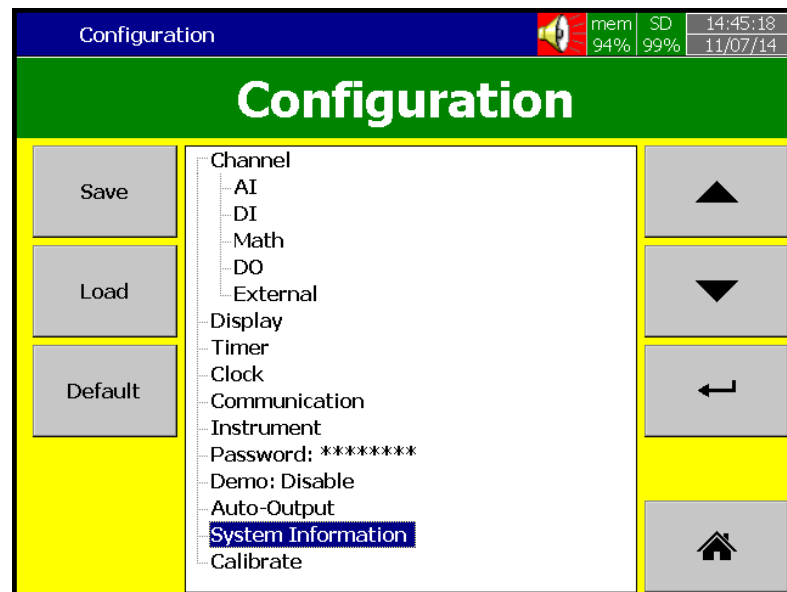 Configuration
mem SD 14:45:18
94% 99% 11/07/14
Configuration
Save
Load
Default
Channel
AI
DI
Math
DO
External
Display
Timer
Clock
Communication
Instrument
Password: ********
Demo: Disable
Auto-Output
System Information
Calibrate